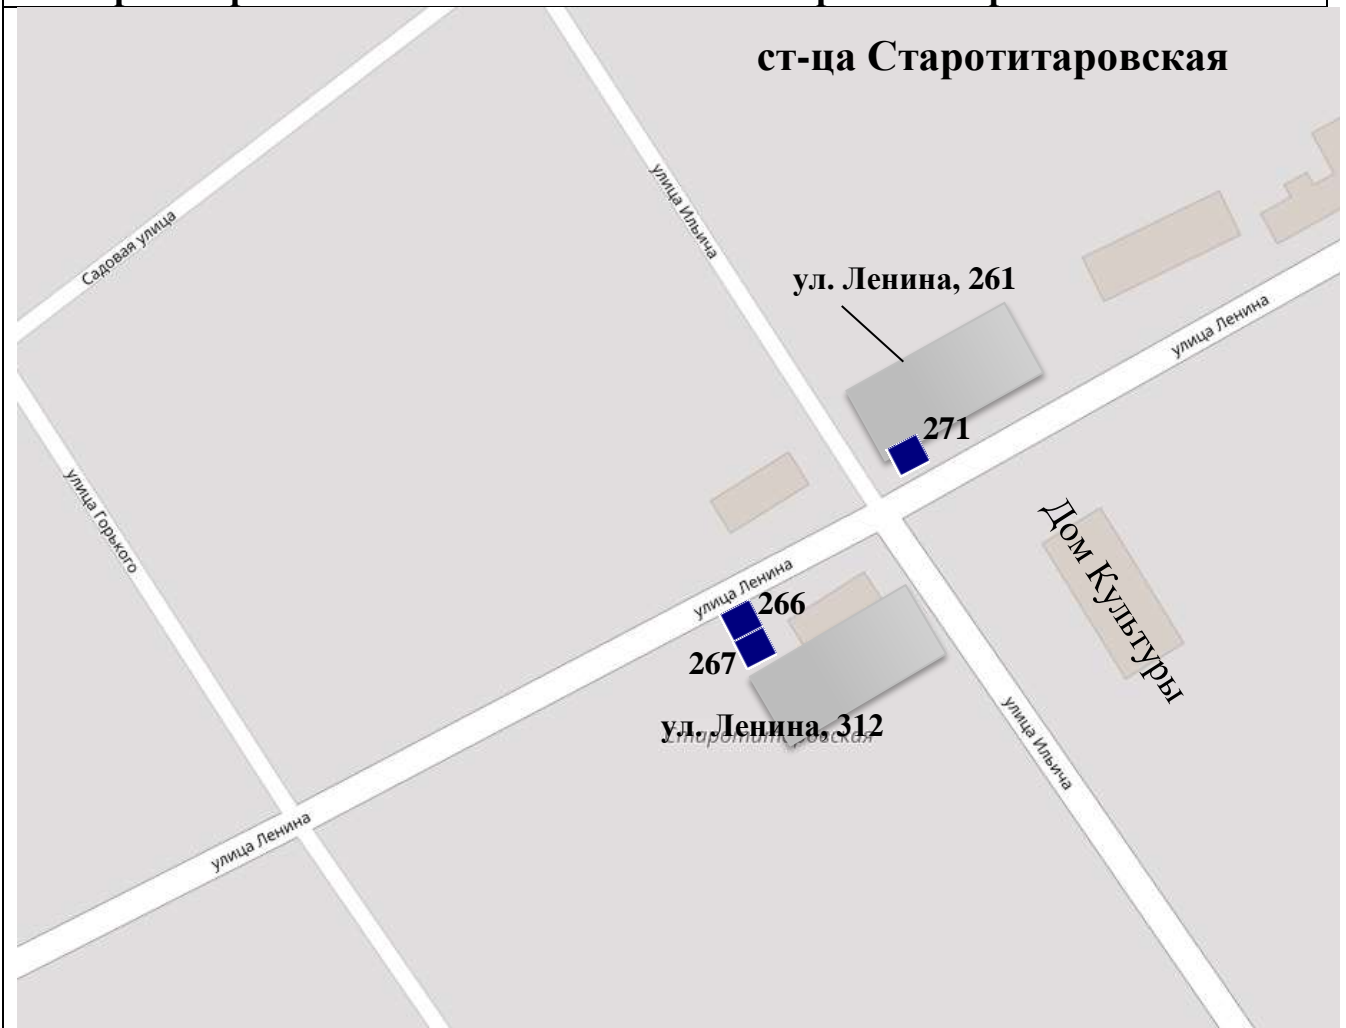 ст-ца Старотитаровская
улица Ильича
Садовая улица
ул. Ленина, 261
улица Ленина
271
улица Горького
Дом Культуры
улица Ленина
266
267
ул. Ленина, 312
Старотитаровская
улица Ильича
улица Ленина